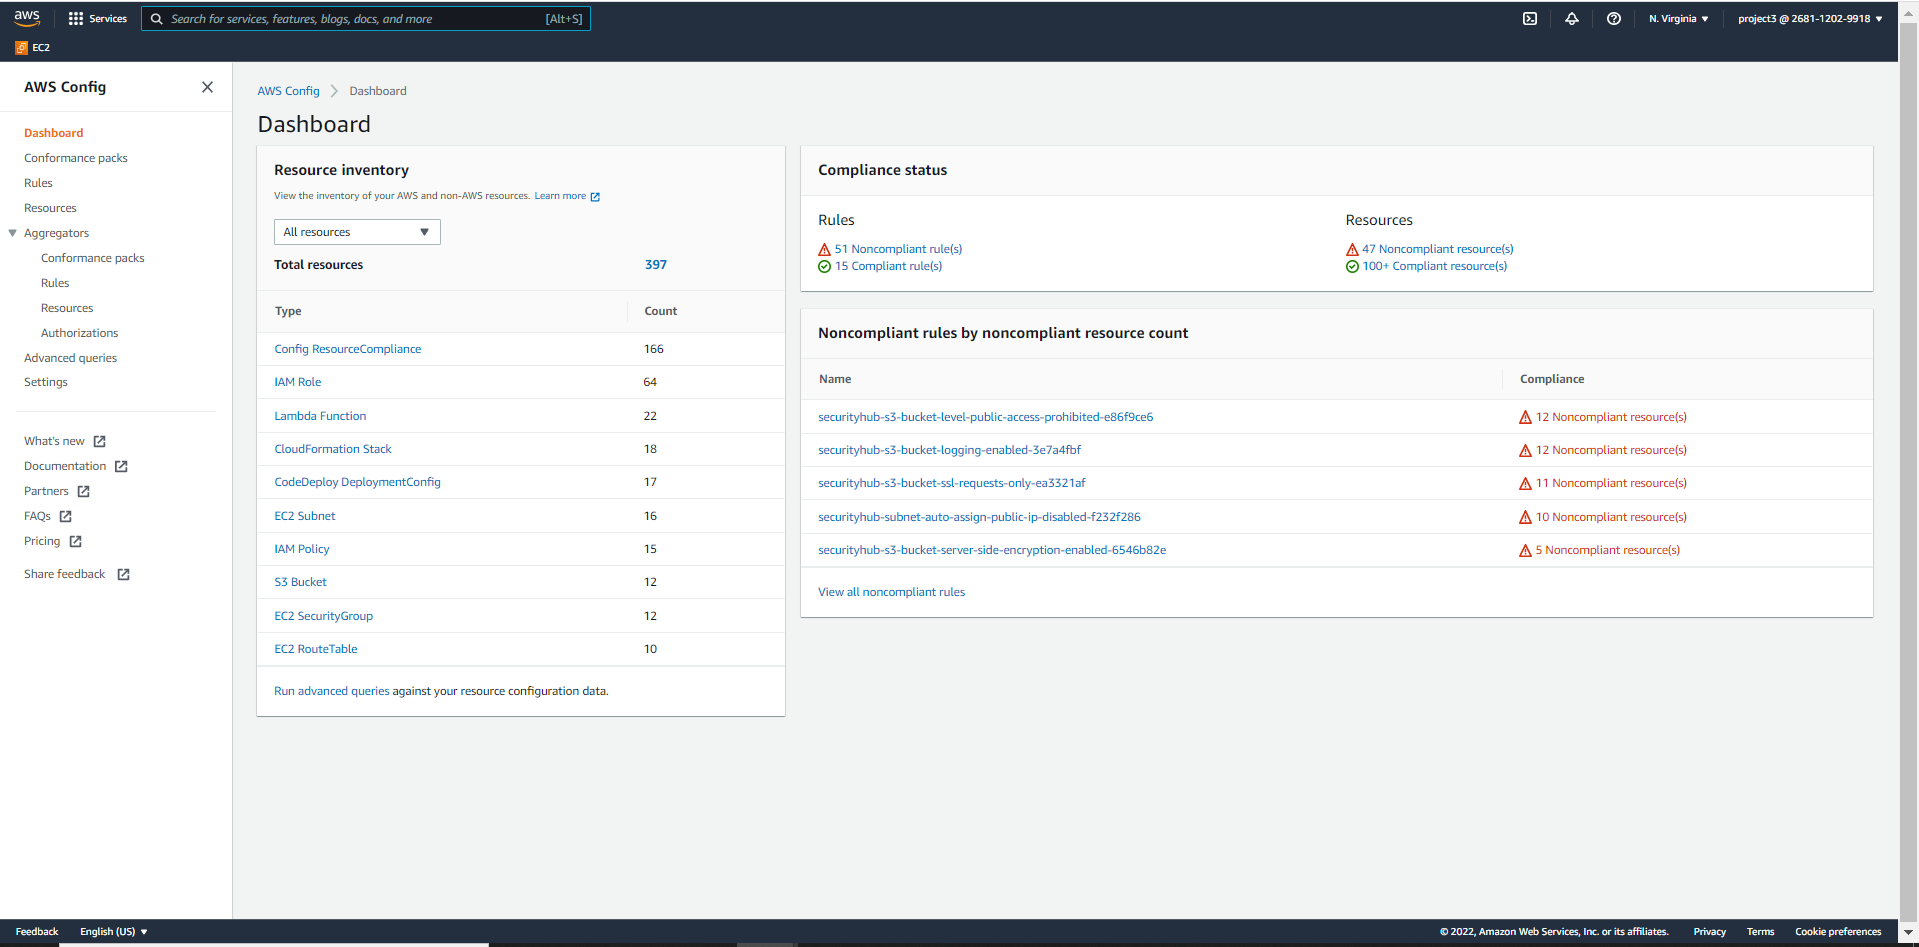 aws
Services
Search for services, features, blogs, docs, and more
[Alt+S]
N. Virginia
project3 @ 2681-1202-9918
EC2
AWS Config
Dashboard
Conformance packs
Rules
Resources
Aggregators
Conformance packs
Rules
Resources
Authorizations
Advanced queries
Settings
What's new
Documentation
Partners
FAQs
Pricing
Share feedback
AWS Config > Dashboard
Dashboard
Resource inventory
View the inventory of your AWS and non-AWS resources. Learn more
All resources
Total resources 397
Type Count
Config ResourceCompliance 166
IAM Role 64
Lambda Function 22
CloudFormation Stack 18
CodeDeploy DeploymentConfig 17
EC2 Subnet 16
IAM Policy 15
S3 Bucket 12
EC2 SecurityGroup 12
EC2 RouteTable 10
Run advanced queries against your resource configuration data.
Compliance status
Rules
51 Noncompliant rule(s)
15 Compliant rule(s)
Resources
47 Noncompliant resource(s)
100+ Compliant resource(s)
Noncompliant rules by noncompliant resource count
Name Compliance
securityhub-s3-bucket-level-public-access-prohibited-e86f9ce6 12 Noncompliant resource(s)
securityhub-s3-bucket-logging-enabled-3e7a4fbf 12 Noncompliant resource(s)
securityhub-s3-bucket-ssl-requests-only-ea3321af 11 Noncompliant resource(s)
securityhub-subnet-auto-assign-public-ip-disabled-f232f286 10 Noncompliant resource(s)
securityhub-s3-bucket-server-side-encryption-enabled-6546b82e 5 Noncompliant resource(s)
View all noncompliant rules
Feedback English (US)
© 2022, Amazon Web Services, Inc. or its affiliates. Privacy Terms Cookie preferences